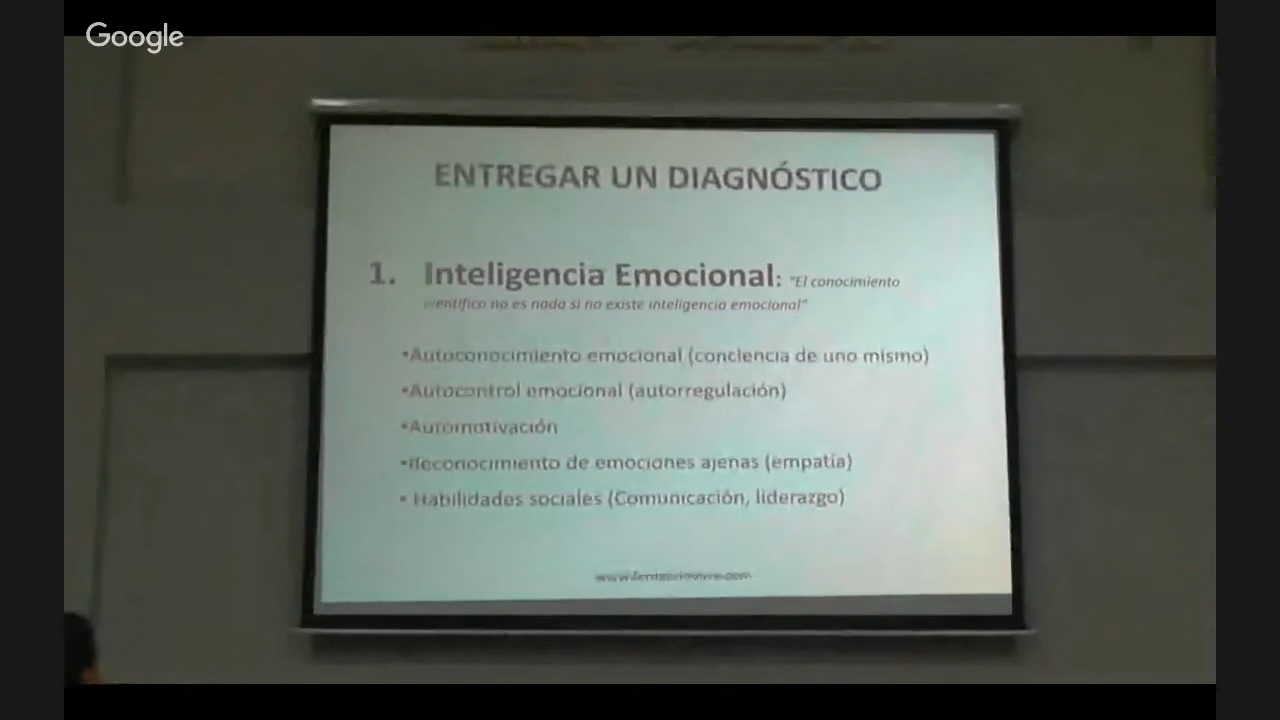 Google
ENTREGAR UN DIAGNÓSTICO
1. Inteligencia Emocional: "El conocimiento
científico no es nada si no existe inteligencia emocional"
•Autoconocimiento emocional (conciencia de uno mismo)
•Autocontrol emocional (autorregulación)
•Automotivación
•Reconocimiento de emociones ajenas (empatía)
• Habilidades sociales (Comunicación, liderazgo)